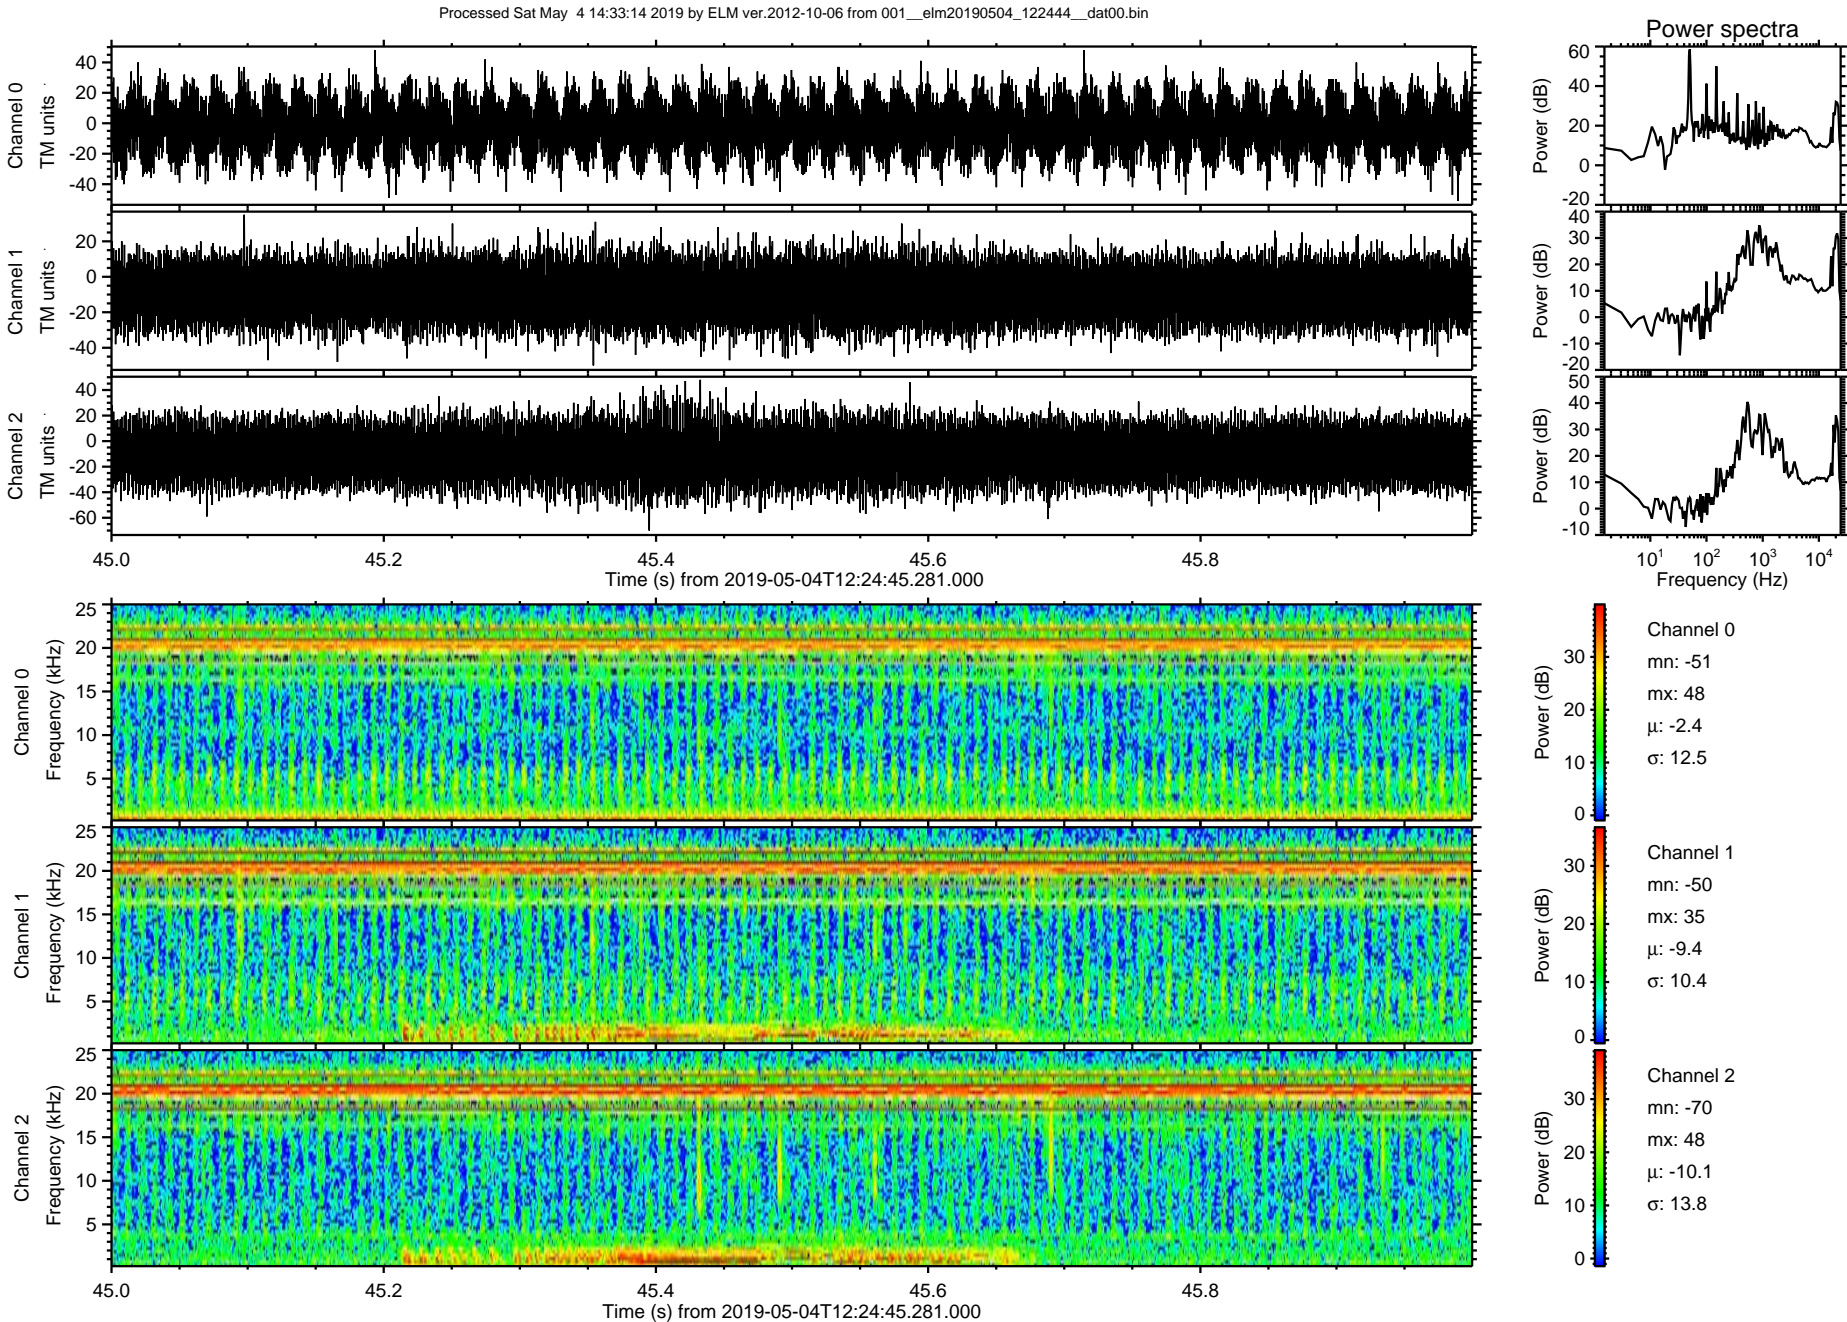 Processed Sat May  4 14:33:14 2019 by ELM ver.2012-10-06 from 001__elm20190504_122444__dat00.bin
Power spectra
Channel 0
TM units
40
20
0
-20
-40
Power (dB)
60
40
20
0
-20
Channel 1
TM units
20
0
-20
-40
Power (dB)
40
30
20
10
0
-10
-20
Channel 2
TM units
40
20
0
-20
-40
-60
Power (dB)
50
40
30
20
10
0
-10
45.0 45.2 45.4 45.6 45.8
Time (s) from 2019-05-04T12:24:45.281.000
10^1 10^2 10^3 10^4
Frequency (Hz)
Channel 0
Frequency (kHz)
25
20
15
10
5
Power (dB)
30
20
10
0
Channel 0
mn: -51
mx: 48
μ: -2.4
σ: 12.5
Channel 1
Frequency (kHz)
25
20
15
10
5
Power (dB)
30
20
10
0
Channel 1
mn: -50
mx: 35
μ: -9.4
σ: 10.4
Channel 2
Frequency (kHz)
25
20
15
10
5
Power (dB)
30
20
10
0
Channel 2
mn: -70
mx: 48
μ: -10.1
σ: 13.8
45.0 45.2 45.4 45.6 45.8
Time (s) from 2019-05-04T12:24:45.281.000